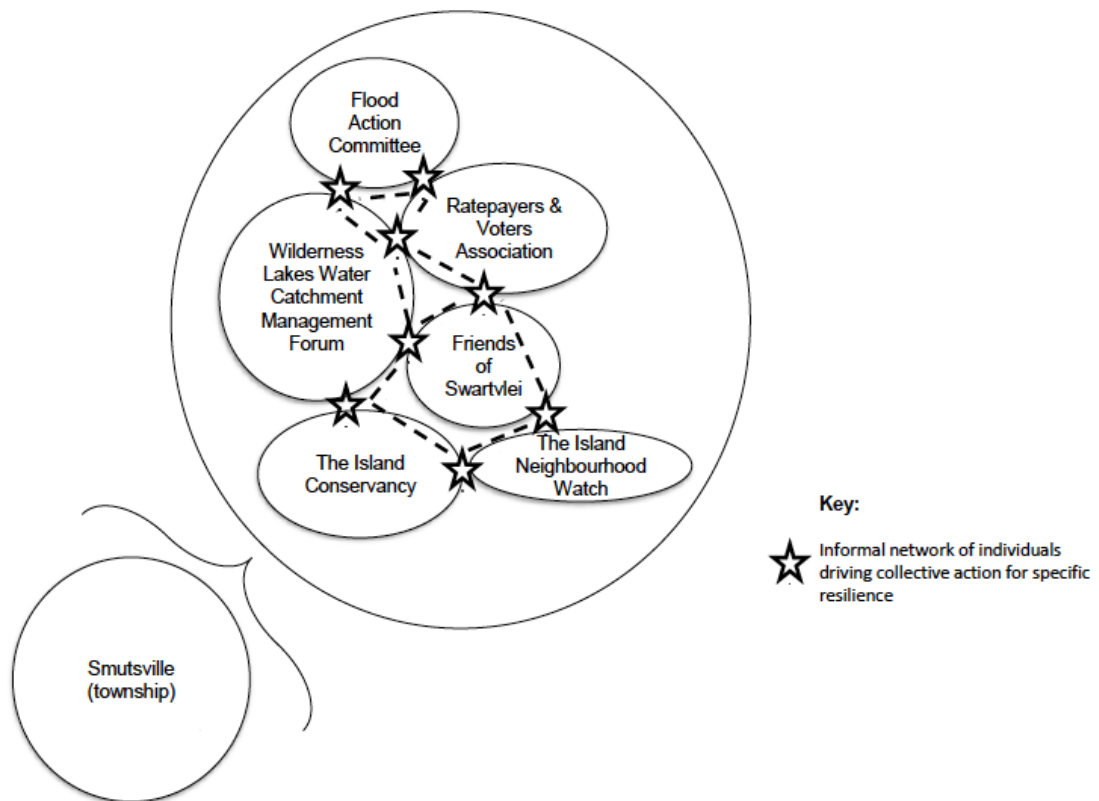 Flood
Action
Committee
Ratepayers &
Voters
Association
Wilderness
Lakes Water
Catchment
Management
Forum
Friends
of
Swartvlei
The Island
Conservancy
The Island
Neighbourhood
Watch
Key:
Informal network of individuals
driving collective action for specific
resilience
Smutsville
(township)